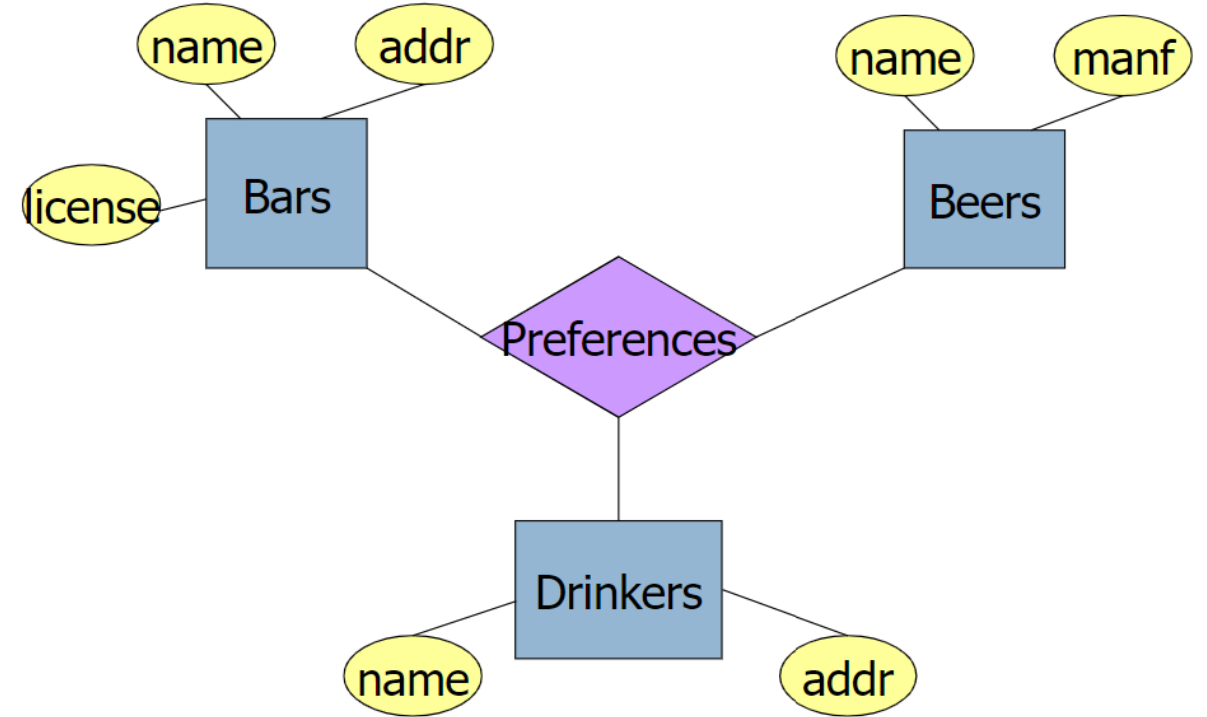 name
addr
name
manf
license
Bars
Beers
Preferences
Drinkers
name
addr